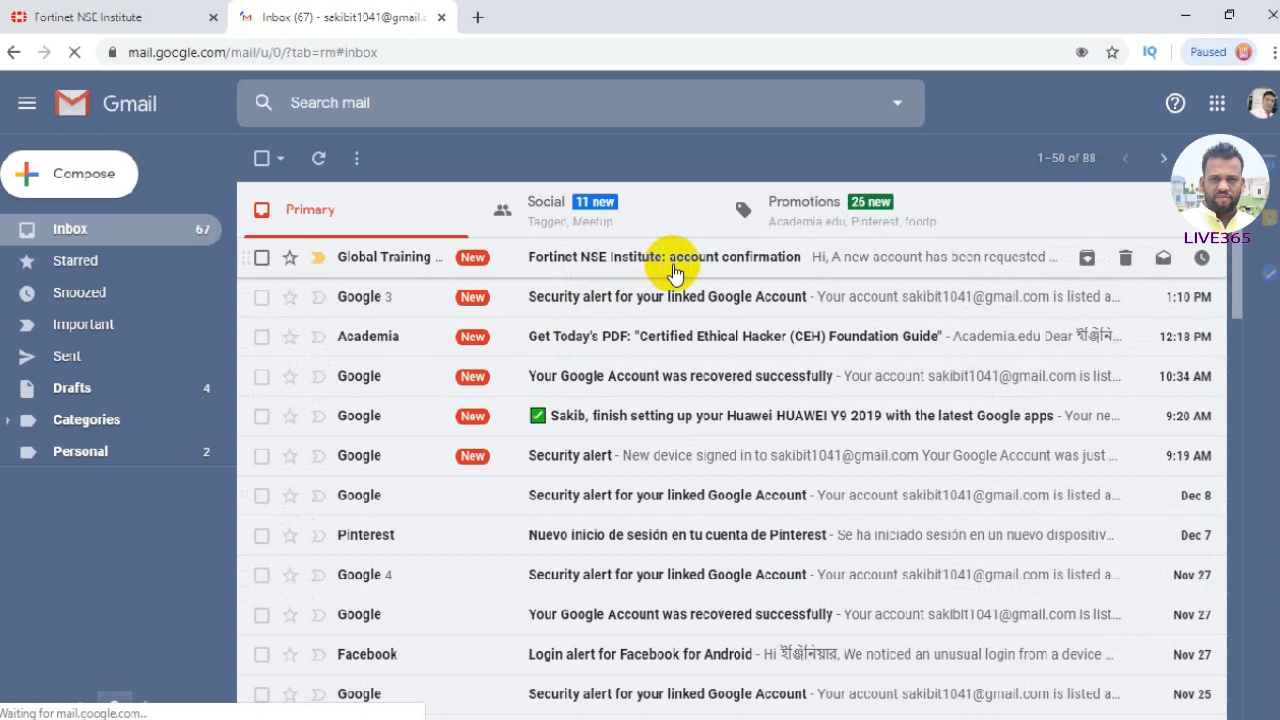 Fortinet NSE Institute
Inbox (67) - sakibit1041@gmail.c
mail.google.com/mail/u/0/?tab=rm#inbox
IQ
Paused
Gmail
Search mail
Compose
1–50 of 88
LIVE365
Primary
Social 11 new
Tagged, Meetup
Promotions 26 new
Academia.edu, Pinterest, foodp.
Inbox 67
Starred
Snoozed
Important
Sent
Drafts 4
Categories
Personal 2
Global Training ... New Fortinet NSE Institute: account confirmation Hi, A new account has been requested ...
Google 3 New Security alert for your linked Google Account - Your account sakibit1041@gmail.com is listed a... 1:10 PM
Academia New Get Today's PDF: "Certified Ethical Hacker (CEH) Foundation Guide" - Academia.edu Dear ইঞ্জিনি... 12:18 PM
Google New Your Google Account was recovered successfully - Your account sakibit1041@gmail.com is list... 10:34 AM
Google New ✅ Sakib, finish setting up your Huawei HUAWEI Y9 2019 with the latest Google apps - Your ne... 9:20 AM
Google New Security alert - New device signed in to sakibit1041@gmail.com Your Google Account was just ... 9:19 AM
Google Security alert for your linked Google Account - Your account sakibit1041@gmail.com is listed a... Dec 8
Pinterest Nuevo inicio de sesión en tu cuenta de Pinterest - Se ha iniciado sesión en un nuevo dispositiv... Dec 7
Google 4 Security alert for your linked Google Account - Your account sakibit1041@gmail.com is listed a... Nov 27
Google Your Google Account was recovered successfully - Your account sakibit1041@gmail.com is list... Nov 27
Facebook Login alert for Facebook for Android - Hi ইঞ্জিনিয়ার, We noticed an unusual login from a device ... Nov 27
Google Security alert for your linked Google Account - Your account sakibit1041@gmail.com is listed a... Nov 25
Waiting for mail.google.com...